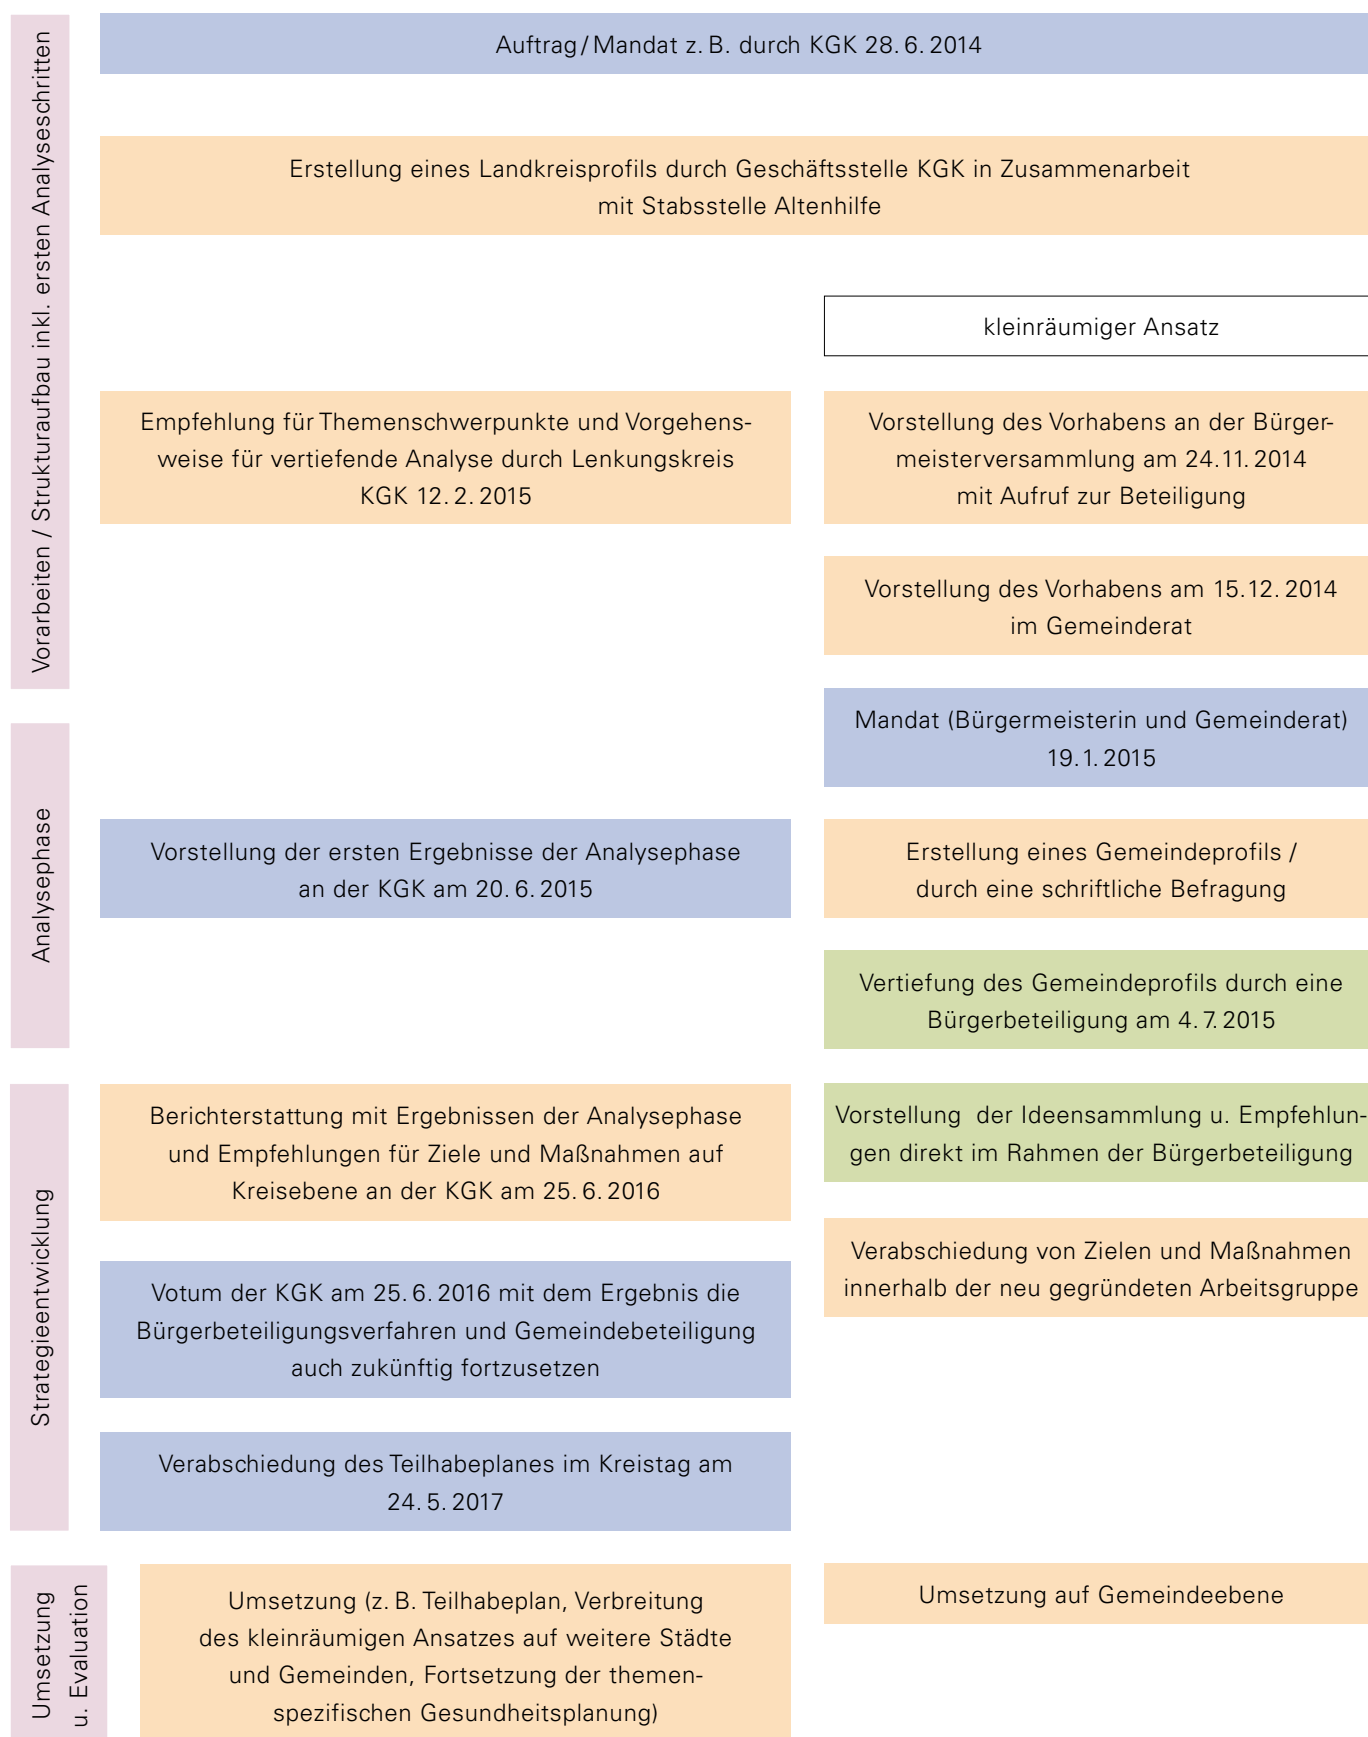 Vorarbeiten / Strukturaufbau inkl. ersten Analyseschritten
Auftrag / Mandat z. B. durch KGK 28. 6. 2014
Erstellung eines Landkreisprofils durch Geschäftsstelle KGK in Zusammenarbeit
mit Stabsstelle Altenhilfe
kleinräumiger Ansatz
Empfehlung für Themenschwerpunkte und Vorgehens-
weise für vertiefende Analyse durch Lenkungskreis
KGK 12. 2. 2015
Vorstellung des Vorhabens an der Bürger-
meisterversammlung am 24. 11. 2014
mit Aufruf zur Beteiligung
Vorstellung des Vorhabens am 15. 12. 2014
im Gemeinderat
Mandat (Bürgermeisterin und Gemeinderat)
19. 1. 2015
Analysephase
Vorstellung der ersten Ergebnisse der Analysephase
an der KGK am 20. 6. 2015
Erstellung eines Gemeindeprofils /
durch eine schriftliche Befragung
Vertiefung des Gemeindeprofils durch eine
Bürgerbeteiligung am 4. 7. 2015
Strategieentwicklung
Berichterstattung mit Ergebnissen der Analysephase
und Empfehlungen für Ziele und Maßnahmen auf
Kreisebene an der KGK am 25. 6. 2016
Vorstellung der Ideensammlung u. Empfehlun-
gen direkt im Rahmen der Bürgerbeteiligung
Verabschiedung von Zielen und Maßnahmen
innerhalb der neu gegründeten Arbeitsgruppe
Votum der KGK am 25. 6. 2016 mit dem Ergebnis die
Bürgerbeteiligungsverfahren und Gemeindebeteiligung
auch zukünftig fortzusetzen
Verabschiedung des Teilhabeplanes im Kreistag am
24. 5. 2017
Umsetzung
u. Evaluation
Umsetzung (z. B. Teilhabeplan, Verbreitung
des kleinräumigen Ansatzes auf weitere Städte
und Gemeinden, Fortsetzung der themen-
spezifischen Gesundheitsplanung)
Umsetzung auf Gemeindeebene